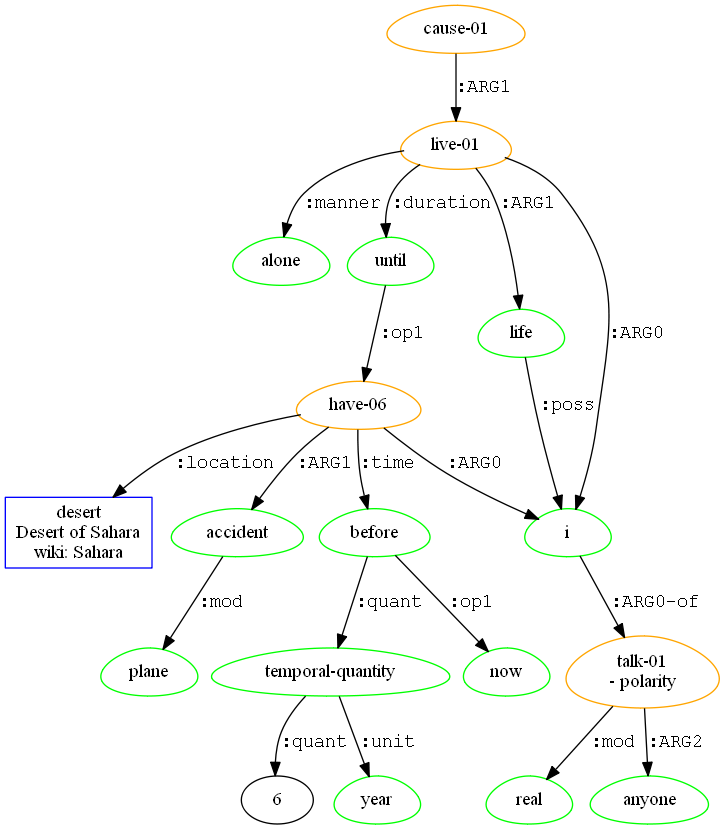 cause-01
:ARG1
live-01
:manner
:duration
:ARG1
alone
until
:op1
life
:ARG0
have-06
:poss
:location
:ARG1
:time
:ARG0
desert
Desert of Sahara
wiki: Sahara
accident
before
i
:mod
:quant
:op1
:ARG0-of
plane
temporal-quantity
now
talk-01
- polarity
:quant
:unit
:mod
:ARG2
6
year
real
anyone